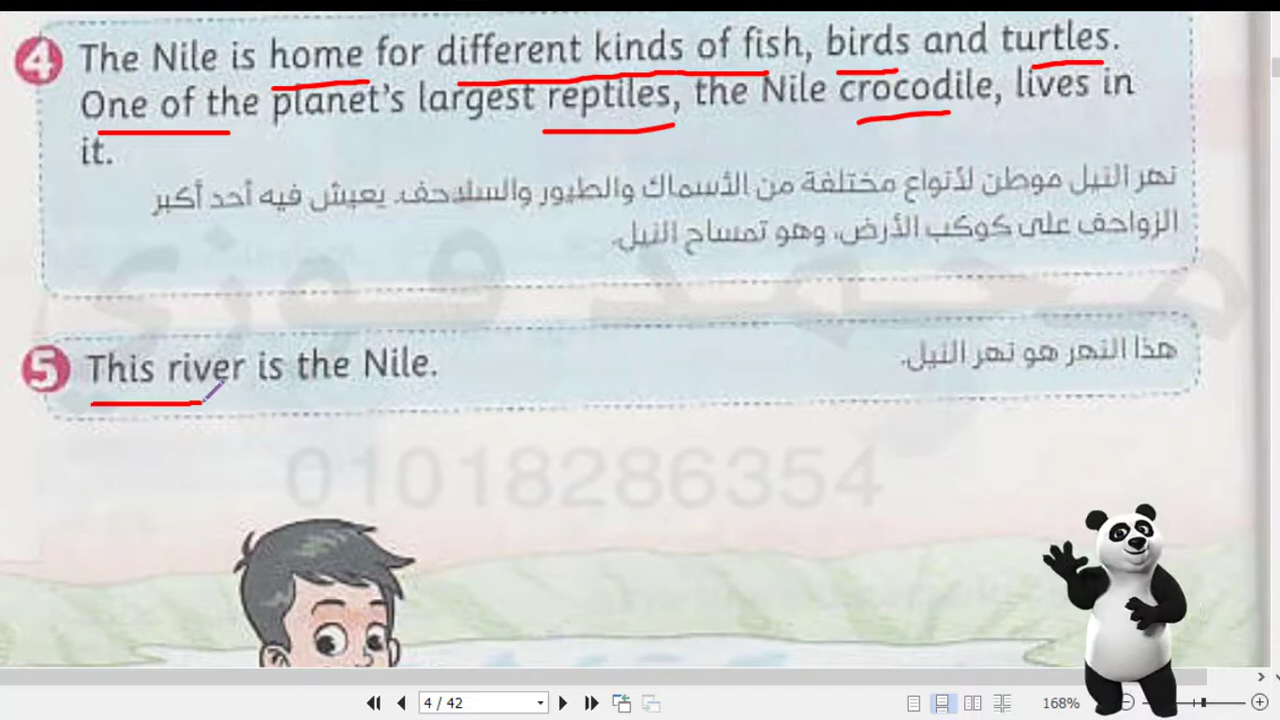 4 The Nile is home for different kinds of fish, birds and turtles.
One of the planet's largest reptiles, the Nile crocodile, lives in
it.
نهر النيل موطن لأنواع مختلفة من الأسماك والطيور والسلاحف. يعيش فيه أحد أكبر
الزواحف على كوكب الأرض، وهو تمساح النيل.
محمد فوزي
5 This river is the Nile.
هذا النهر هو نهر النيل.
01018286354
4 / 42
168%